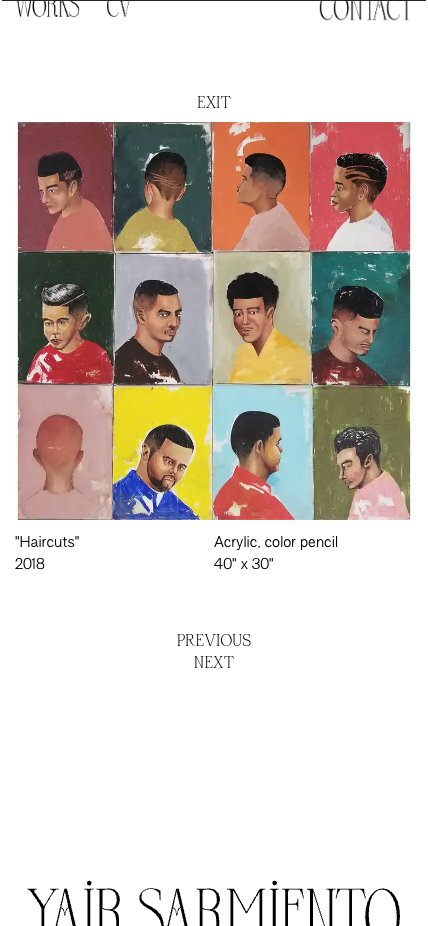 WORKS CV CONTACT
EXIT
"Haircuts" Acrylic, color pencil
2018 40" x 30"
PREVIOUS
NEXT
YAIR SARMIENTO